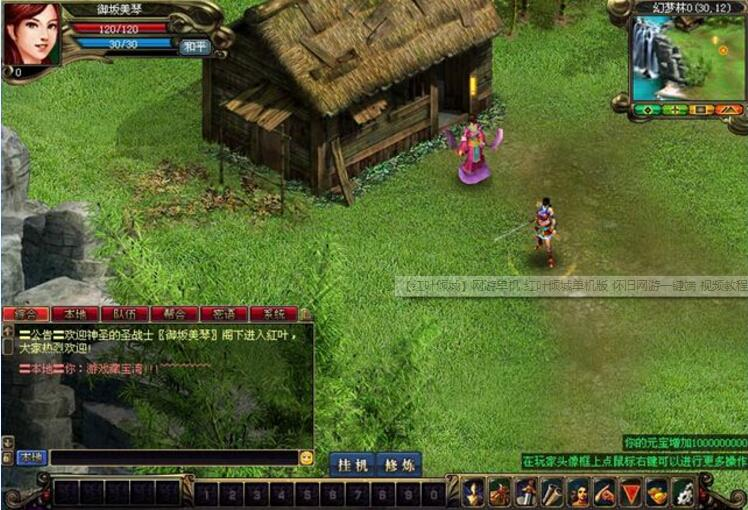 御坂美琴
120/120
30/30
和平
0
幻梦林0(30,12)
【红叶倾城】网游单机 红叶倾城单机版 怀旧网游一键端 视频教程
综合 本地 队伍 帮会 密语 系统
〓公告〓欢迎神圣的圣战士〖御坂美琴〗阁下进入红叶，
大家热烈欢迎!
〓本地〓你：游戏藏宝湾!!!~~~~~~~~
你的元宝增加1000000000
本地
在玩家头像框上点鼠标右键可以进行更多操作
挂机 修炼
1 2 3 4 5 6 7 8 9 0